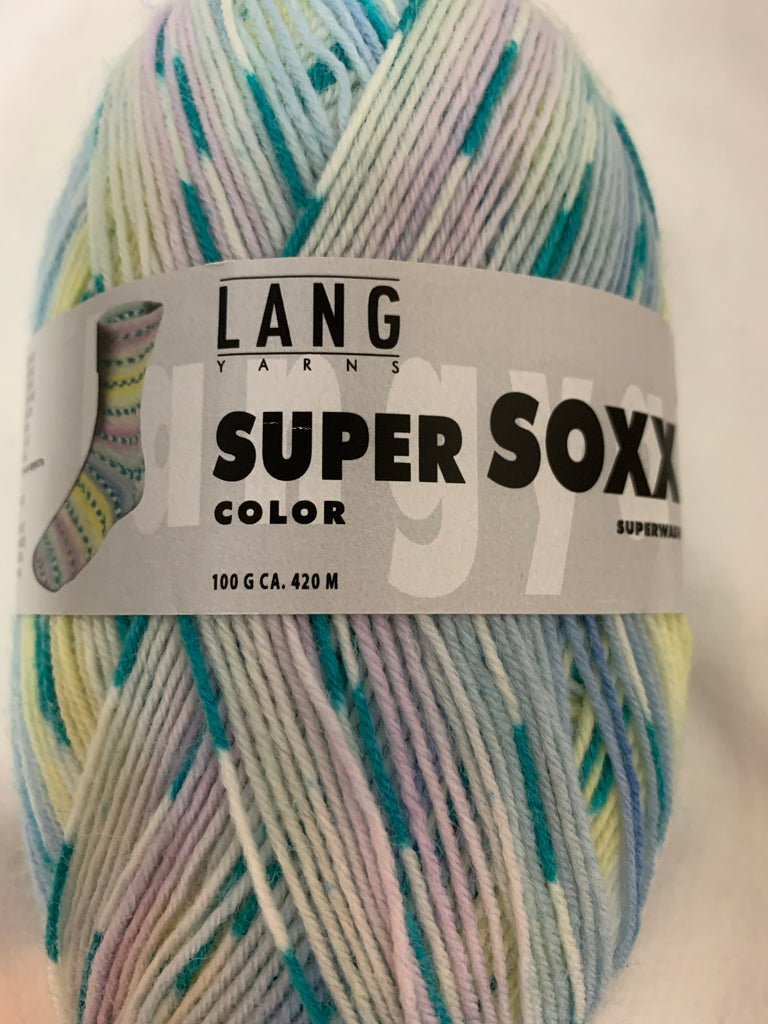 LANG
YARNS
SUPER SOXX
COLOR
100 G CA. 420 M